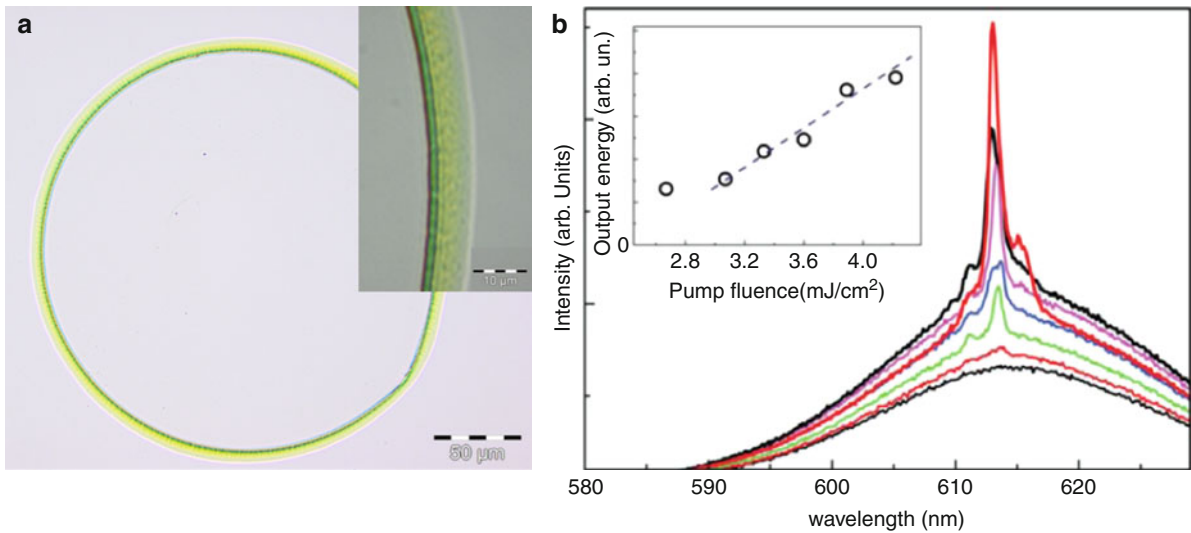 a
10 µm
50 µm
b
Intensity (arb. Units)
Output energy (arb. un.)
0
2.8 3.2 3.6 4.0
Pump fluence(mJ/cm²)
580 590 600 610 620
wavelength (nm)